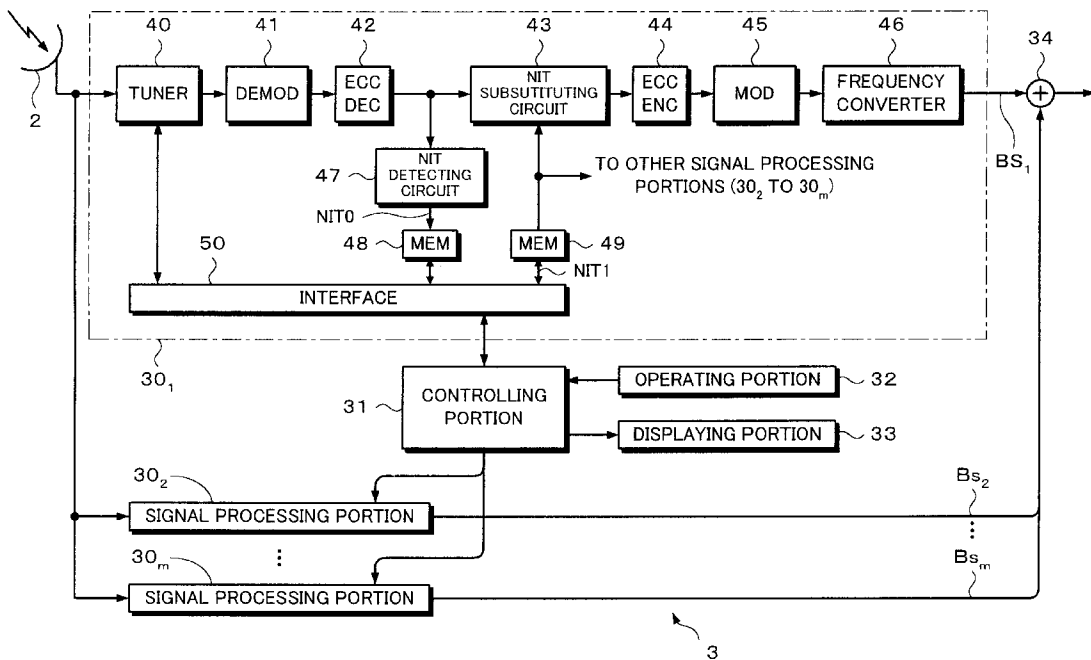 40
41
42
43
44
45
46
34
2
TUNER
DEMOD
ECC
DEC
NIT
SUBSUTITUTING
CIRCUIT
ECC
ENC
MOD
FREQUENCY
CONVERTER
BS1
47
NIT
DETECTING
CIRCUIT
TO OTHER SIGNAL PROCESSING
PORTIONS (302 TO 30m)
NIT0
48
MEM
MEM
49
NIT1
50
INTERFACE
301
31
CONTROLLING
PORTION
OPERATING PORTION
32
DISPLAYING PORTION
33
302
SIGNAL PROCESSING PORTION
Bs2
30m
SIGNAL PROCESSING PORTION
Bsm
3